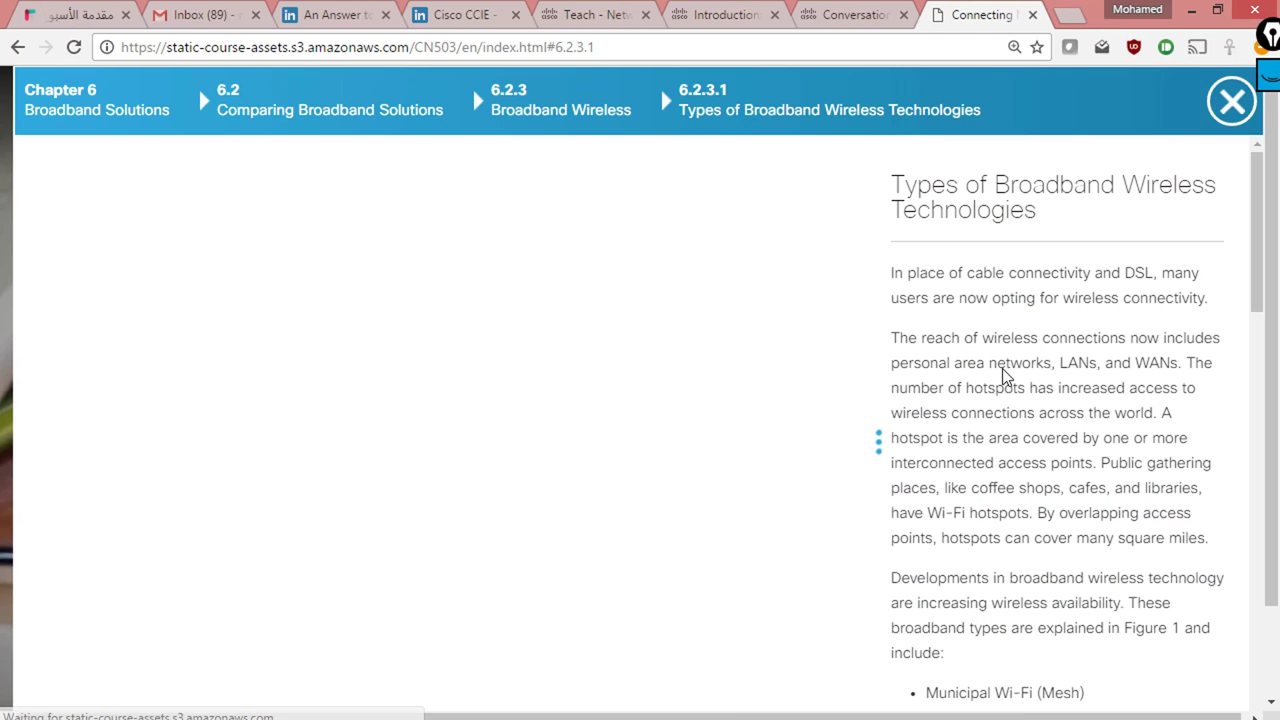 مقدمة الأسبو
Inbox (89) -
An Answer to
Cisco CCIE -
Teach - Netw
Introduction
Conversation
Connecting
Mohamed
https://static-course-assets.s3.amazonaws.com/CN503/en/index.html#6.2.3.1
Chapter 6
Broadband Solutions
6.2
Comparing Broadband Solutions
6.2.3
Broadband Wireless
6.2.3.1
Types of Broadband Wireless Technologies
Types of Broadband Wireless
Technologies
In place of cable connectivity and DSL, many
users are now opting for wireless connectivity.
The reach of wireless connections now includes
personal area networks, LANs, and WANs. The
number of hotspots has increased access to
wireless connections across the world. A
hotspot is the area covered by one or more
interconnected access points. Public gathering
places, like coffee shops, cafes, and libraries,
have Wi-Fi hotspots. By overlapping access
points, hotspots can cover many square miles.
Developments in broadband wireless technology
are increasing wireless availability. These
broadband types are explained in Figure 1 and
include:
• Municipal Wi-Fi (Mesh)
Waiting for static-course-assets.s3.amazonaws.com